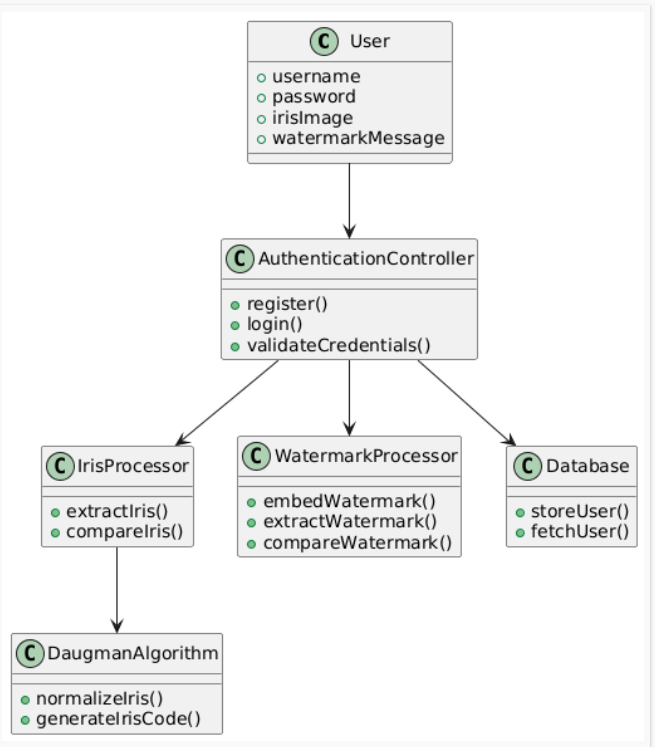 C User
username
password
irisImage
watermarkMessage
C AuthenticationController
register()
login()
validateCredentials()
C IrisProcessor
extractIris()
compareIris()
C WatermarkProcessor
embedWatermark()
extractWatermark()
compareWatermark()
C Database
storeUser()
fetchUser()
C DaugmanAlgorithm
normalizeIris()
generateIrisCode()